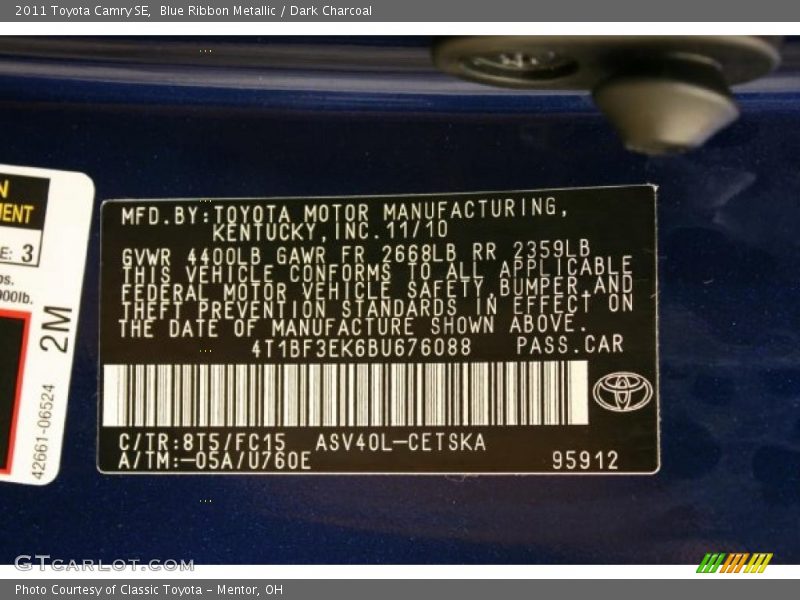 2011 Toyota Camry SE,  Blue Ribbon Metallic / Dark Charcoal
MENT
E: 3
000lb.
2M
42661-06524
MFD.BY:TOYOTA MOTOR MANUFACTURING,
KENTUCKY,INC.11/10
GVWR 4400LB GAWR FR 2668LB RR 2359LB
THIS VEHICLE CONFORMS TO ALL APPLICABLE
FEDERAL MOTOR VEHICLE SAFETY,BUMPER,AND
THEFT PREVENTION STANDARDS IN EFFECT ON
THE DATE OF MANUFACTURE SHOWN ABOVE.
4T1BF3EK6BU676088 PASS.CAR
C/TR:8T5/FC15 ASV40L-CETSKA
A/TM:-05A/U760E 95912
GTCARLOT.COM
Photo Courtesy of Classic Toyota - Mentor, OH